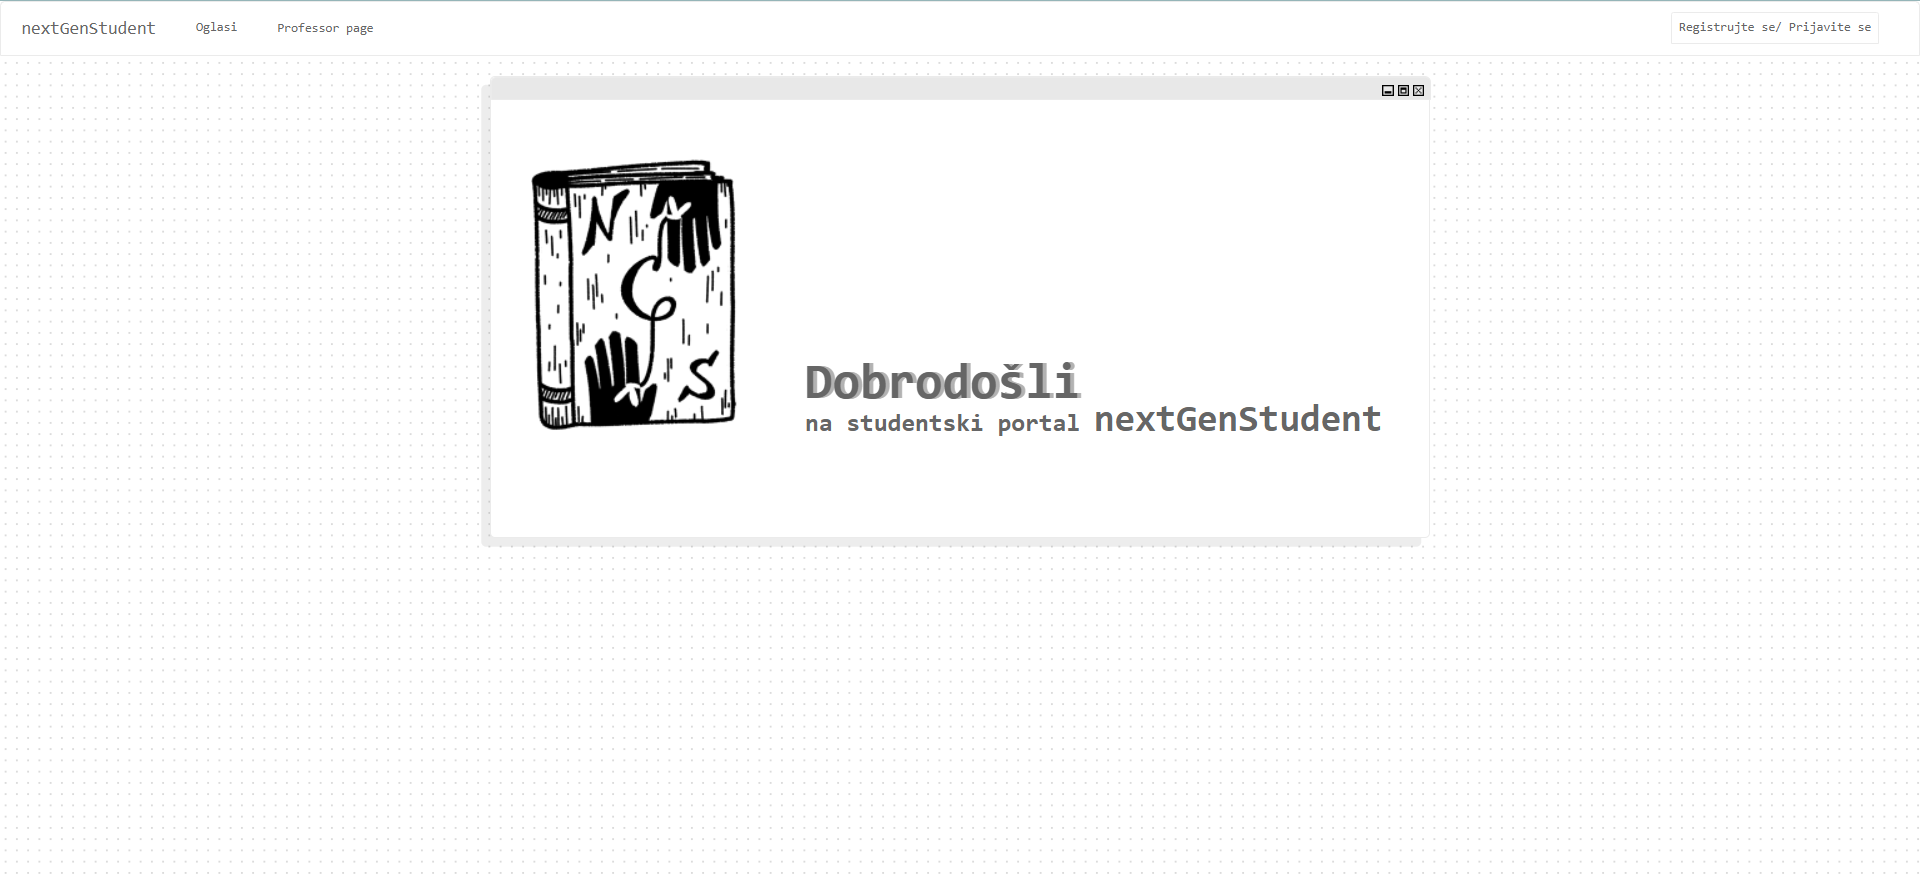 nextGenStudent Oglasi Professor page Registrujte se/ Prijavite se
N
G
S
Dobrodošli
na studentski portal nextGenStudent